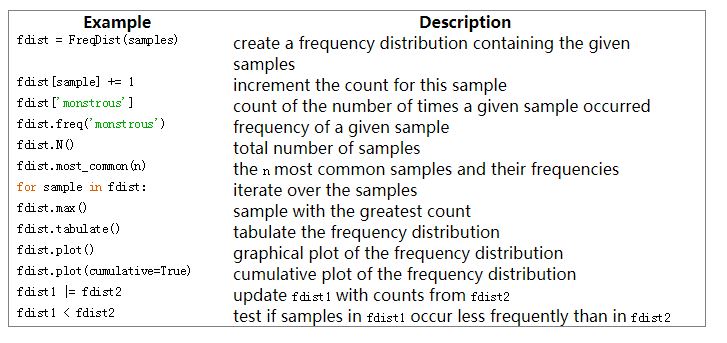 Example Description
fdist = FreqDist(samples) create a frequency distribution containing the given
samples
fdist[sample] += 1 increment the count for this sample
fdist['monstrous'] count of the number of times a given sample occurred
fdist.freq('monstrous') frequency of a given sample
fdist.N() total number of samples
fdist.most_common(n) the n most common samples and their frequencies
for sample in fdist: iterate over the samples
fdist.max() sample with the greatest count
fdist.tabulate() tabulate the frequency distribution
fdist.plot() graphical plot of the frequency distribution
fdist.plot(cumulative=True) cumulative plot of the frequency distribution
fdist1 |= fdist2 update fdist1 with counts from fdist2
fdist1 < fdist2 test if samples in fdist1 occur less frequently than in fdist2